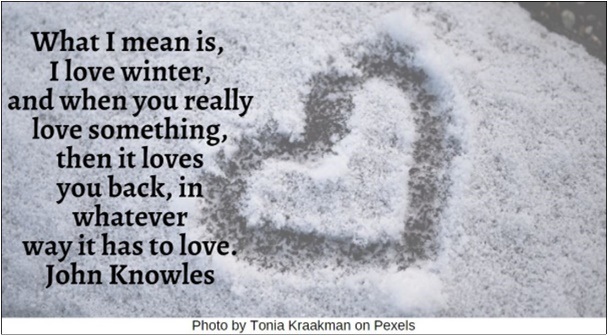 What I mean is,
I love winter,
and when you really
love something,
then it loves
you back, in
whatever
way it has to love.
John Knowles
Photo by Tonia Kraakman on Pexels